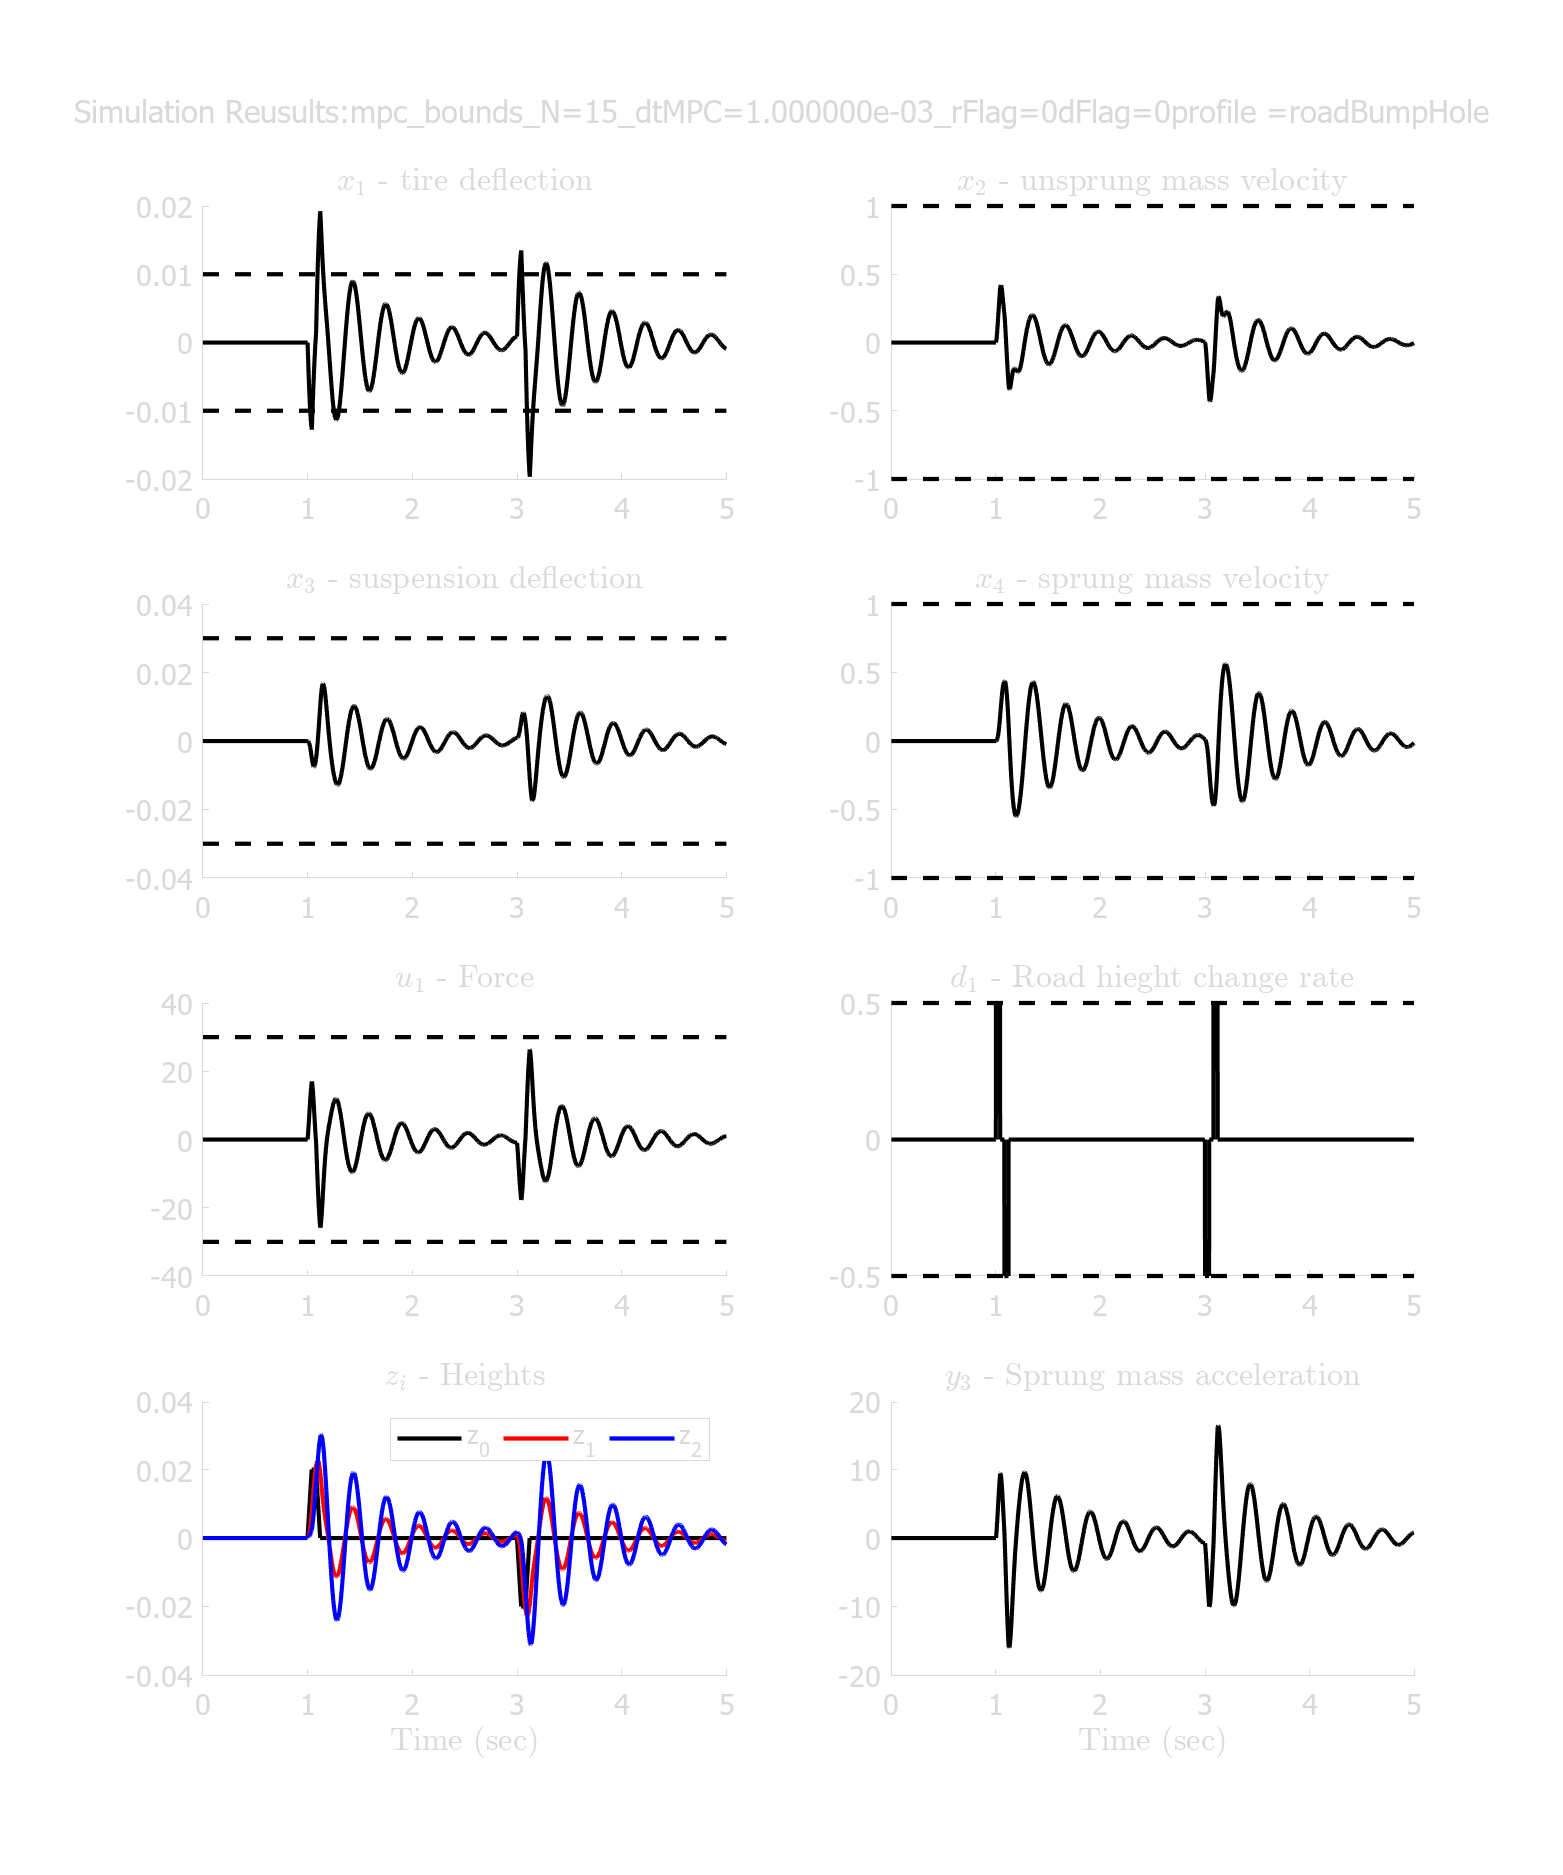 Simulation Reusults:mpc_bounds_N=15_dtMPC=1.000000e-03_rFlag=0dFlag=0profile =roadBumpHole
x₁ - tire deflection
0.02
0.01
0
-0.01
-0.02
0 1 2 3 4 5
x₂ - unsprung mass velocity
1
0.5
0
-0.5
-1
0 1 2 3 4 5
x₃ - suspension deflection
0.04
0.02
0
-0.02
-0.04
0 1 2 3 4 5
x₄ - sprung mass velocity
1
0.5
0
-0.5
-1
0 1 2 3 4 5
u₁ - Force
40
20
0
-20
-40
0 1 2 3 4 5
d₁ - Road hieght change rate
0.5
0
-0.5
0 1 2 3 4 5
zᵢ - Heights
0.04
0.02
0
-0.02
-0.04
z₀ z₁ z₂
0 1 2 3 4 5
Time (sec)
y₃ - Sprung mass acceleration
20
10
0
-10
-20
0 1 2 3 4 5
Time (sec)